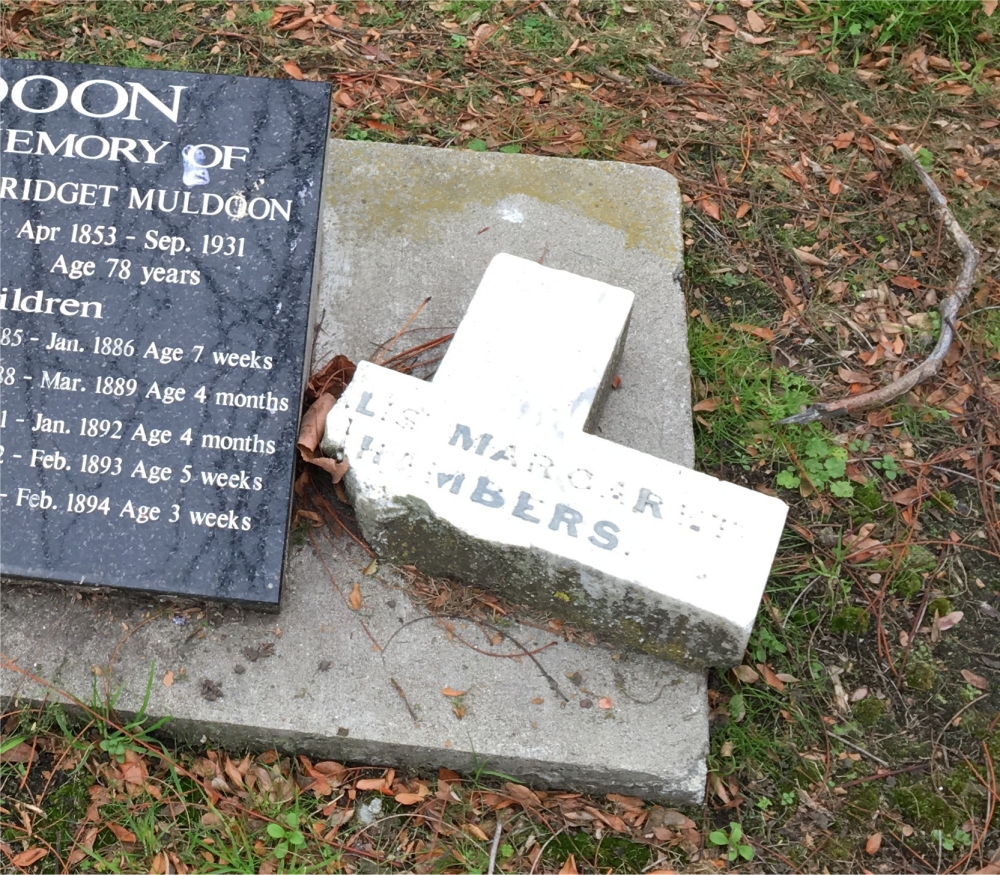 DOON
EMORY OF
RIDGET MULDOON
Apr 1853 - Sep. 1931
Age 78 years
ildren
85 - Jan. 1886 Age 7 weeks
88 - Mar. 1889 Age 4 months
1 - Jan. 1892 Age 4 months
2 - Feb. 1893 Age 5 weeks
- Feb. 1894 Age 3 weeks
MARGARET
HAMBERS.